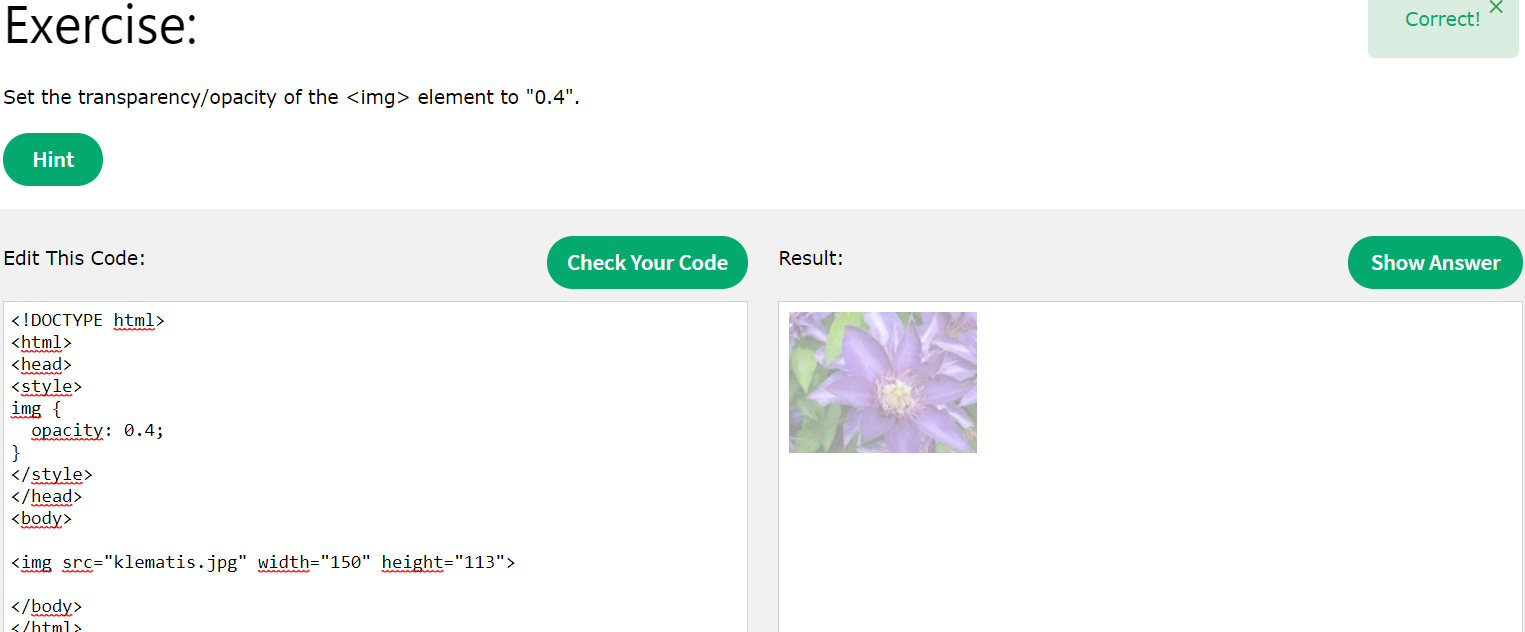 Exercise:
Correct!
×
Set the transparency/opacity of the <img> element to "0.4".
Hint
Edit This Code:
Check Your Code
Result:
Show Answer
<!DOCTYPE html>
<html>
<head>
<style>
img {
  opacity: 0.4;
}
</style>
</head>
<body>
<img src="klematis.jpg" width="150" height="113">
</body>
</html>